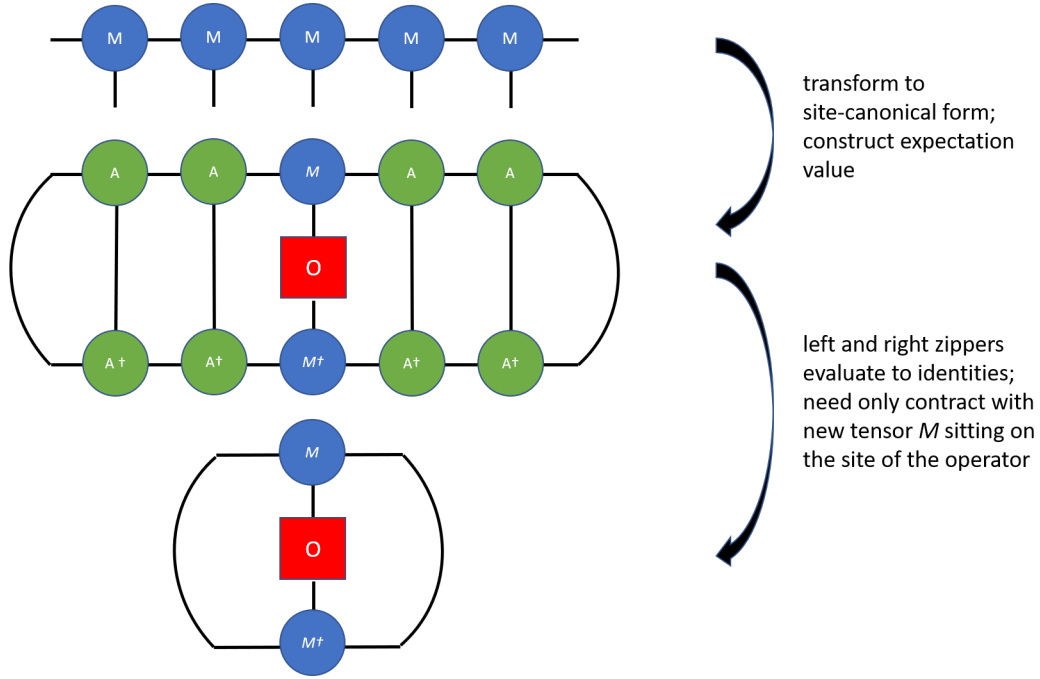 M M M M M
transform to
site-canonical form;
construct expectation
value
A A M A A
O
A† A† M† A† A†
left and right zippers
evaluate to identities;
need only contract with
new tensor M sitting on
the site of the operator
M
O
M†